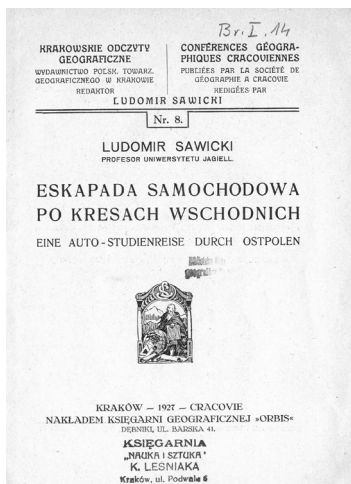 Br. I. 14
KRAKOWSKIE ODCZYTY
GEOGRAFICZNE
WYDAWNICTWO POLSK. TOWARZ.
GEOGRAFICZNEGO W KRAKOWIE
REDAKTOR
CONFÉRENCES GÉOGRA-
PHIQUES CRACOVIENNES
PUBLIÉES PAR LA SOCIÉTÉ DE
GÉOGRAPHIE A CRACOVIE
REDIGÉES PAR
LUDOMIR SAWICKI
Nr. 8.
LUDOMIR SAWICKI
PROFESOR UNIWERSYTETU JAGIELL.
ESKAPADA SAMOCHODOWA
PO KRESACH WSCHODNICH
EINE AUTO-STUDIENREISE DURCH OSTPOLEN
KRAKÓW — 1927 — CRACOVIE
NAKŁADEM KSIĘGARNI GEOGRAFICZNEJ »ORBIS«
DĘBNIKI, UL. BARSKA 41.
KSIĘGARNIA
„NAUKA I SZTUKA"
K. LEŚNIAKA
Kraków, ul. Podwale 6